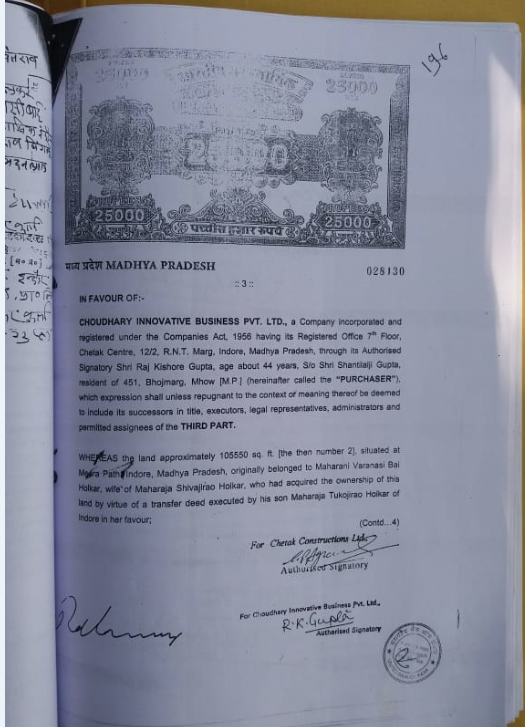 196
25000
25000
25000
25000
पच्चीस हजार रुपये
25000
मध्य प्रदेश MADHYA PRADESH
028130
:: 3 ::
IN FAVOUR OF:-
CHOUDHARY INNOVATIVE BUSINESS PVT. LTD., a Company incorporated and
registered under the Companies Act, 1956 having its Registered Office 7th Floor,
Chetak Centre, 12/2, R.N.T. Marg, Indore, Madhya Pradesh, through its Authorised
Signatory Shri Raj Kishore Gupta, age about 44 years, S/o Shri Shantilalji Gupta,
resident of 451, Bhojmarg, Mhow [M.P.] (hereinafter called the "PURCHASER"),
which expression shall unless repugnant to the context of meaning thereof be deemed
to include its successors in title, executors, legal representatives, administrators and
permitted assignees of the THIRD PART.
WHEREAS the land approximately 105550 sq. ft. [the then number 2], situated at
Path, Indore, Madhya Pradesh, originally belonged to Maharani Varanasi Bai
Holkar, wife of Maharaja Shivajirao Holkar, who had acquired the ownership of this
land by virtue of a transfer deed executed by his son Maharaja Tukojirao Holkar of
Indore in her favour;
(Contd...4)
For Chetak Constructions Ltd.
Authorised Signatory
For Choudhary Innovative Business Pvt. Ltd.,
R.K. Gupta
Authorised Signatory